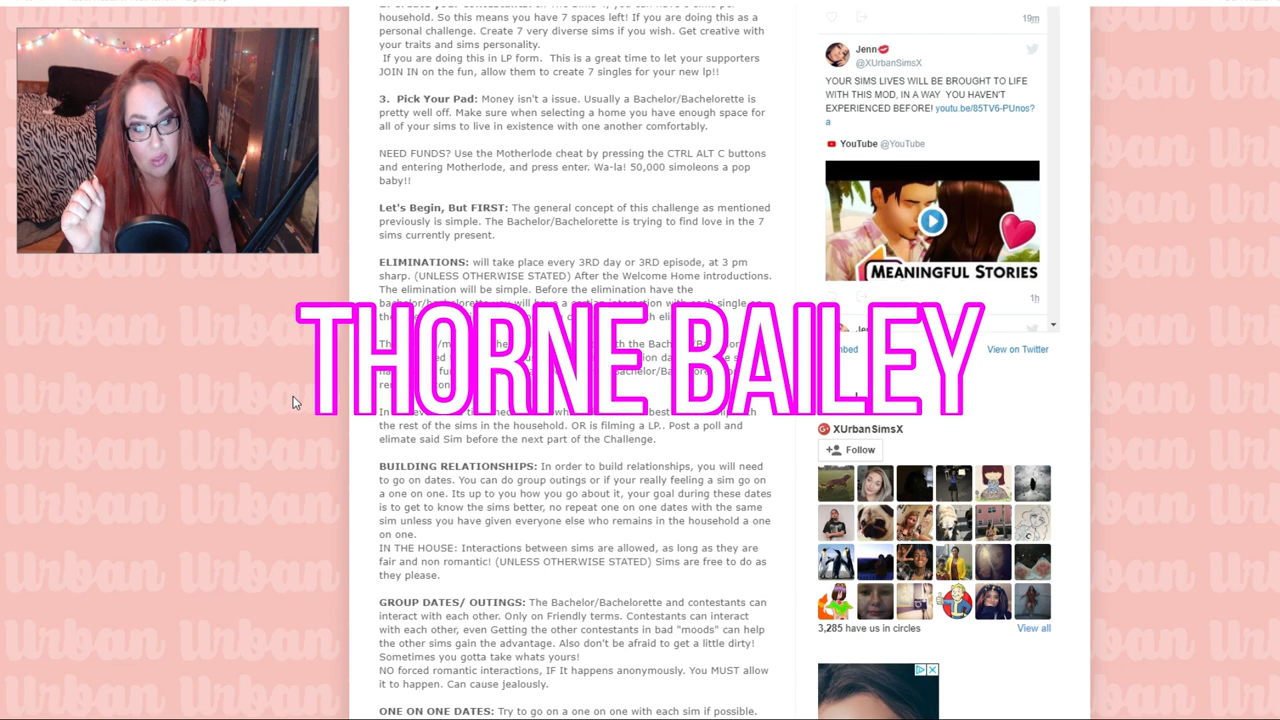 household. So this means you have 7 spaces left! If you are doing this as a
personal challenge. Create 7 very diverse sims if you wish. Get creative with
your traits and sims personality.
If you are doing this in LP form. This is a great time to let your supporters
JOIN IN on the fun, allow them to create 7 singles for your new lp!!
3. Pick Your Pad: Money isn't a issue. Usually a Bachelor/Bachelorette is
pretty well off. Make sure when selecting a home you have enough space for
all of your sims to live in existence with one another comfortably.
NEED FUNDS? Use the Motherlode cheat by pressing the CTRL ALT C buttons
and entering Motherlode, and press enter. Wa-la! 50,000 simoleons a pop
baby!!
Let's Begin, But FIRST: The general concept of this challenge as mentioned
previously is simple. The Bachelor/Bachelorette is trying to find love in the 7
sims currently present.
ELIMINATIONS: will take place every 3RD day or 3RD episode, at 3 pm
sharp. (UNLESS OTHERWISE STATED) After the Welcome Home introductions.
The elimination will be simple. Before the elimination have the
THORNE BAILEY
the rest of the sims in the household. OR is filming a LP.. Post a poll and
elimate said Sim before the next part of the Challenge.
BUILDING RELATIONSHIPS: In order to build relationships, you will need
to go on dates. You can do group outings or if your really feeling a sim go on
a one on one. Its up to you how you go about it, your goal during these dates
is to get to know the sims better, no repeat one on one dates with the same
sim unless you have given everyone else who remains in the household a one
on one.
IN THE HOUSE: Interactions between sims are allowed, as long as they are
fair and non romantic! (UNLESS OTHERWISE STATED) Sims are free to do as
they please.
GROUP DATES/ OUTINGS: The Bachelor/Bachelorette and contestants can
interact with each other. Only on Friendly terms. Contestants can interact
with each other, even Getting the other contestants in bad "moods" can help
the other sims gain the advantage. Also don't be afraid to get a little dirty!
Sometimes you gotta take whats yours!
NO forced romantic interactions, IF It happens anonymously. You MUST allow
it to happen. Can cause jealously.
ONE ON ONE DATES: Try to go on a one on one with each sim if possible.
19m
Jenn
@XUrbanSimsX
YOUR SIMS LIVES WILL BE BROUGHT TO LIFE
WITH THIS MOD, IN A WAY YOU HAVEN'T
EXPERIENCED BEFORE! youtu.be/85TV6-PUnos?
a
YouTube @YouTube
MEANINGFUL STORIES
1h
View on Twitter
XUrbanSimsX
Follow
3,285 have us in circles
View all